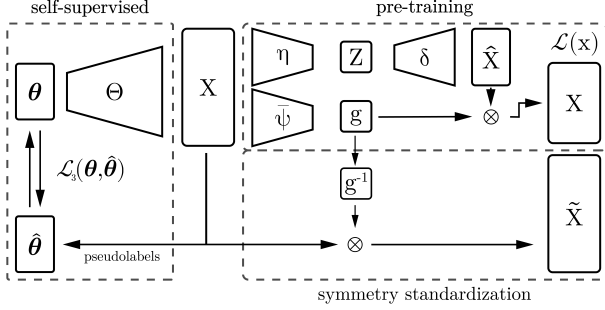 self-supervised
pre-training
η
Z
δ
X̂
ℒ(x)
θ
Θ
X
ψ̄
g
⊗
X
ℒ₃(θ,θ̂)
g⁻¹
X̃
θ̂
pseudolabels
⊗
symmetry standardization